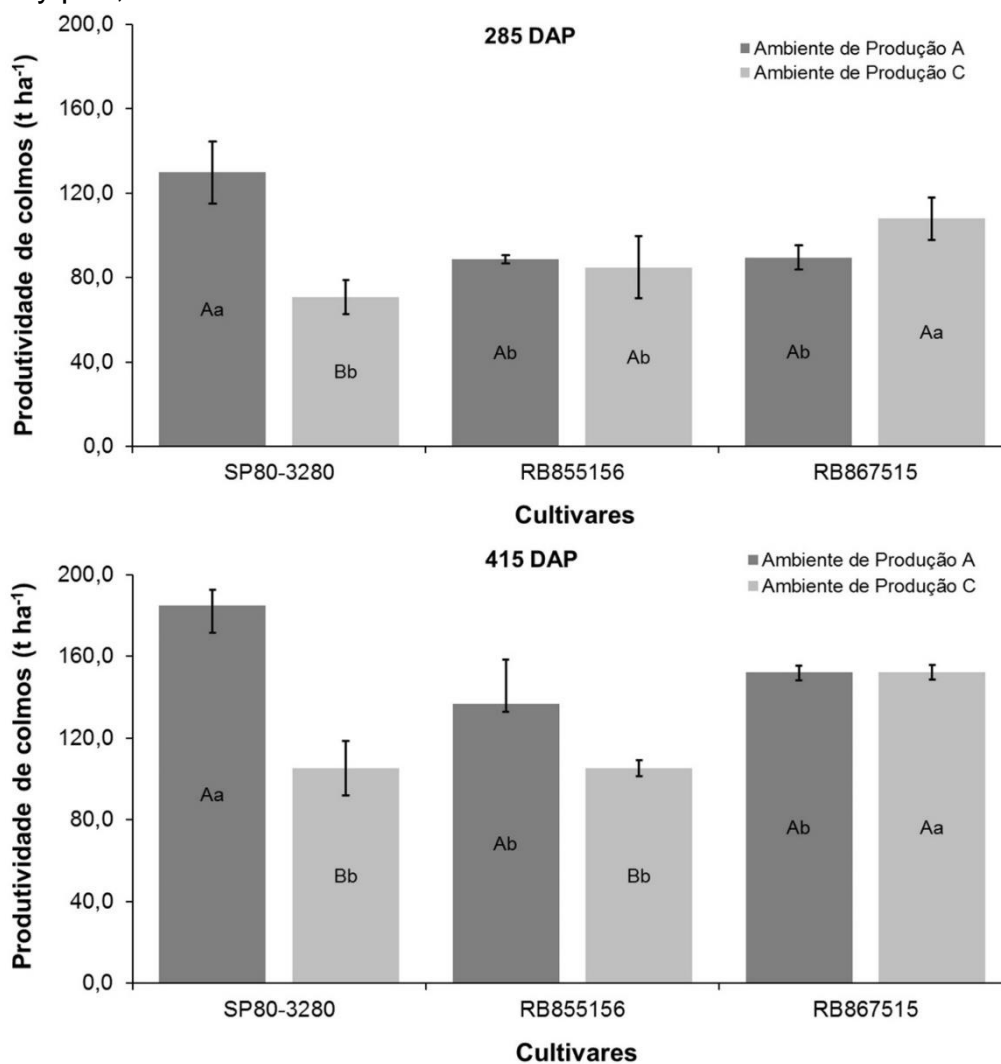 200,0
285 DAP
Ambiente de Produção A
Ambiente de Produção C
160,0
120,0
80,0
40,0
0,0
Produtividade de colmos (t ha⁻¹)
Aa
Bb
Ab
Ab
Ab
Aa
SP80-3280 RB855156 RB867515
Cultivares
415 DAP
Ambiente de Produção A
Ambiente de Produção C
200,0
160,0
120,0
80,0
40,0
0,0
Produtividade de colmos (t ha⁻¹)
Aa
Bb
Ab
Bb
Ab
Aa
SP80-3280 RB855156 RB867515
Cultivares